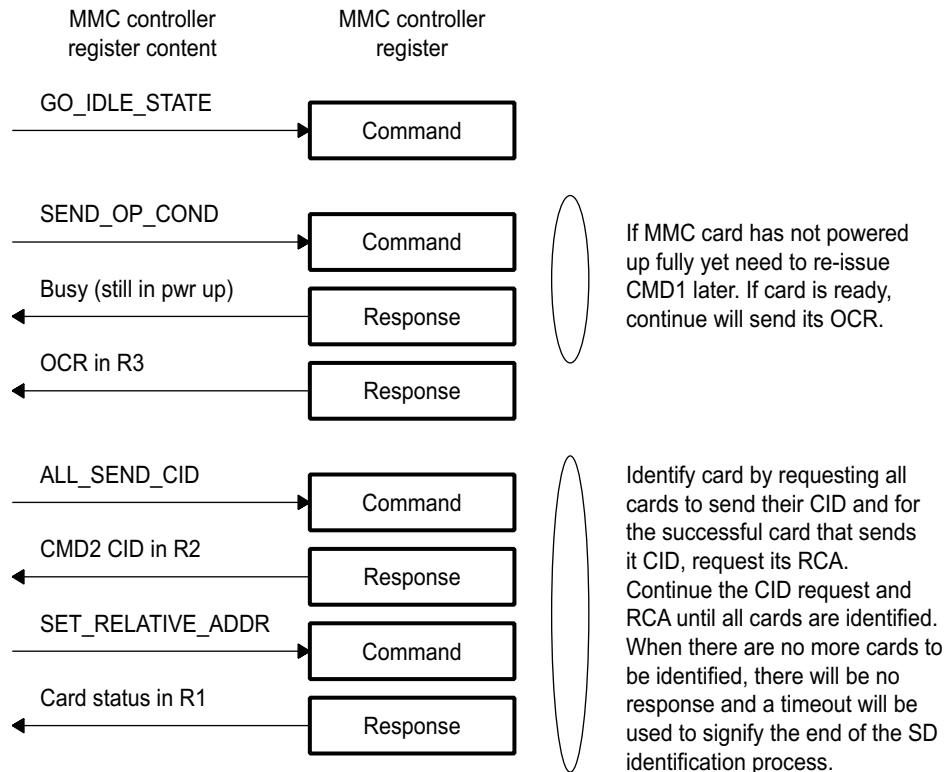 MMC controller
register content
MMC controller
register
GO_IDLE_STATE
Command
SEND_OP_COND
Command
Busy (still in pwr up)
Response
OCR in R3
Response
If MMC card has not powered
up fully yet need to re-issue
CMD1 later. If card is ready,
continue will send its OCR.
ALL_SEND_CID
Command
CMD2 CID in R2
Response
SET_RELATIVE_ADDR
Command
Card status in R1
Response
Identify card by requesting all
cards to send their CID and for
the successful card that sends
it CID, request its RCA.
Continue the CID request and
RCA until all cards are identified.
When there are no more cards to
be identified, there will be no
response and a timeout will be
used to signify the end of the SD
identification process.